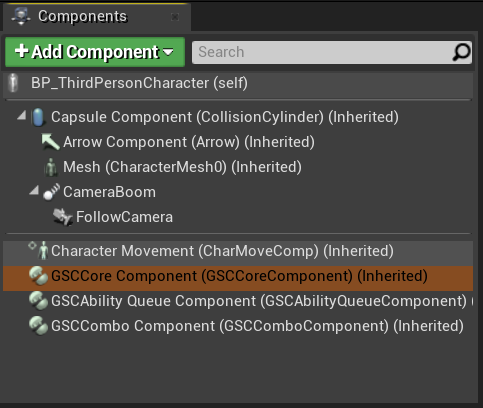 Components
+ Add Component
Search
BP_ThirdPersonCharacter (self)
Capsule Component (CollisionCylinder) (Inherited)
Arrow Component (Arrow) (Inherited)
Mesh (CharacterMesh0) (Inherited)
CameraBoom
FollowCamera
Character Movement (CharMoveComp) (Inherited)
GSCCore Component (GSCCoreComponent) (Inherited)
GSCAbility Queue Component (GSCAbilityQueueComponent) (
GSCCombo Component (GSCComboComponent) (Inherited)